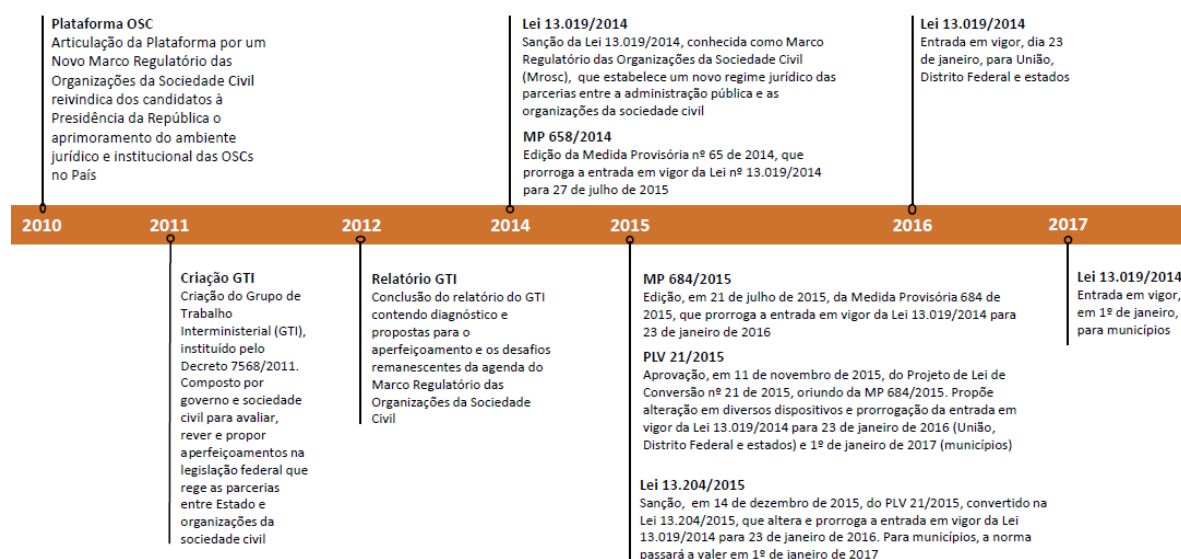 Plataforma OSC
Articulação da Plataforma por um
Novo Marco Regulatório das
Organizações da Sociedade Civil
reivindica dos candidatos à
Presidência da República o
aprimoramento do ambiente
jurídico e institucional das OSCs
no País
Lei 13.019/2014
Sanção da Lei 13.019/2014, conhecida como Marco
Regulatório das Organizações da Sociedade Civil
(Mrosc), que estabelece um novo regime jurídico das
parcerias entre a administração pública e as
organizações da sociedade civil
MP 658/2014
Edição da Medida Provisória nº 65 de 2014, que
prorroga a entrada em vigor da Lei nº 13.019/2014
para 27 de julho de 2015
Lei 13.019/2014
Entrada em vigor, dia 23
de janeiro, para União,
Distrito Federal e estados
2010 2011 2012 2014 2015 2016 2017
Criação GTI
Criação do Grupo de
Trabalho
Interministerial (GTI),
instituído pelo
Decreto 7568/2011.
Composto por
governo e sociedade
civil para avaliar,
rever e propor
aperfeiçoamentos na
legislação federal que
rege as parcerias
entre Estado e
organizações da
sociedade civil
Relatório GTI
Conclusão do relatório do GTI
contendo diagnóstico e
propostas para o
aperfeiçoamento e os desafios
remanescentes da agenda do
Marco Regulatório das
Organizações da Sociedade
Civil
MP 684/2015
Edição, em 21 de julho de 2015, da Medida Provisória 684 de
2015, que prorroga a entrada em vigor da Lei 13.019/2014 para
23 de janeiro de 2016
PLV 21/2015
Aprovação, em 11 de novembro de 2015, do Projeto de Lei de
Conversão nº 21 de 2015, oriundo da MP 684/2015. Propõe
alteração em diversos dispositivos e prorrogação da entrada em
vigor da Lei 13.019/2014 para 23 de janeiro de 2016 (União,
Distrito Federal e estados) e 1º de janeiro de 2017 (municípios)
Lei 13.204/2015
Sanção, em 14 de dezembro de 2015, do PLV 21/2015, convertido na
Lei 13.204/2015, que altera e prorroga a entrada em vigor da Lei
13.019/2014 para 23 de janeiro de 2016. Para municípios, a norma
passará a valer em 1º de janeiro de 2017
Lei 13.019/2014
Entrada em vigor,
em 1º de janeiro,
para municípios